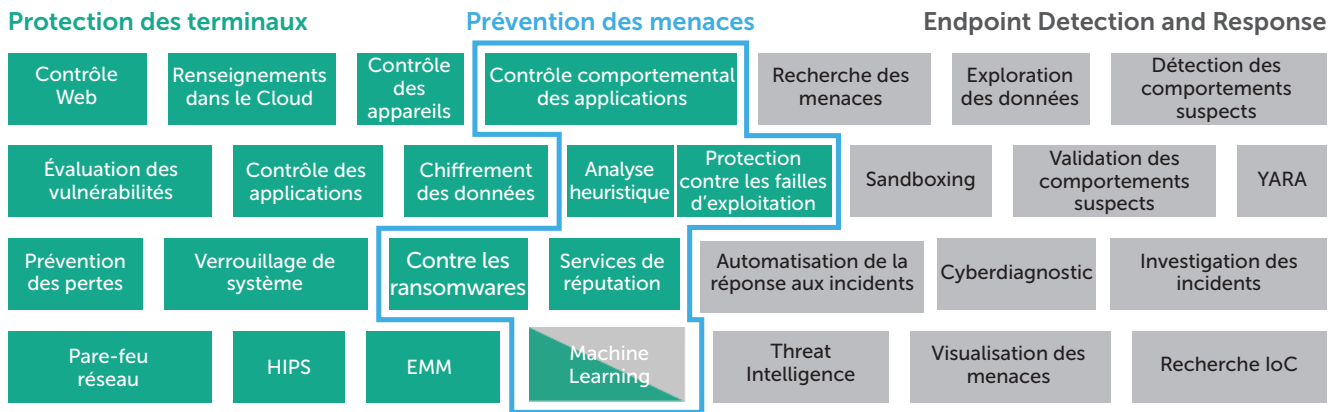 Protection des terminaux
Prévention des menaces
Endpoint Detection and Response
Contrôle
Web
Renseignements
dans le Cloud
Contrôle
des
appareils
Contrôle comportemental
des applications
Recherche des
menaces
Exploration
des données
Détection des
comportements
suspects
Évaluation des
vulnérabilités
Contrôle des
applications
Chiffrement
des données
Analyse
heuristique
Protection
contre les failles
d’exploitation
Sandboxing
Validation des
comportements
suspects
YARA
Prévention
des pertes
Verrouillage de
système
Contre les
ransomwares
Services de
réputation
Automatisation de la
réponse aux incidents
Cyberdiagnostic
Investigation des
incidents
Pare-feu
réseau
HIPS
EMM
Machine
Learning
Threat
Intelligence
Visualisation des
menaces
Recherche IoC